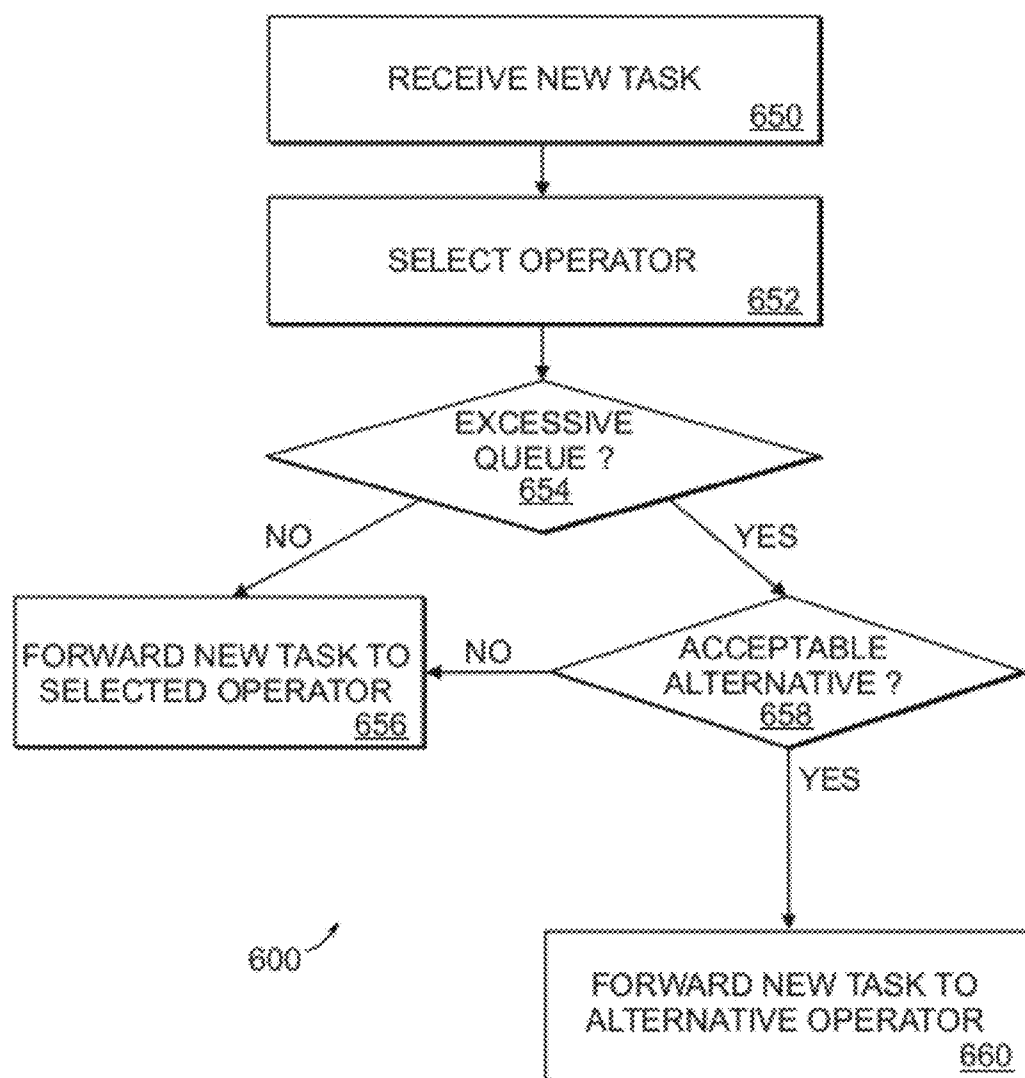 RECEIVE NEW TASK
650
SELECT OPERATOR
652
EXCESSIVE
QUEUE ?
654
NO
YES
FORWARD NEW TASK TO
SELECTED OPERATOR
656
NO
ACCEPTABLE
ALTERNATIVE ?
658
YES
600
FORWARD NEW TASK TO
ALTERNATIVE OPERATOR
660